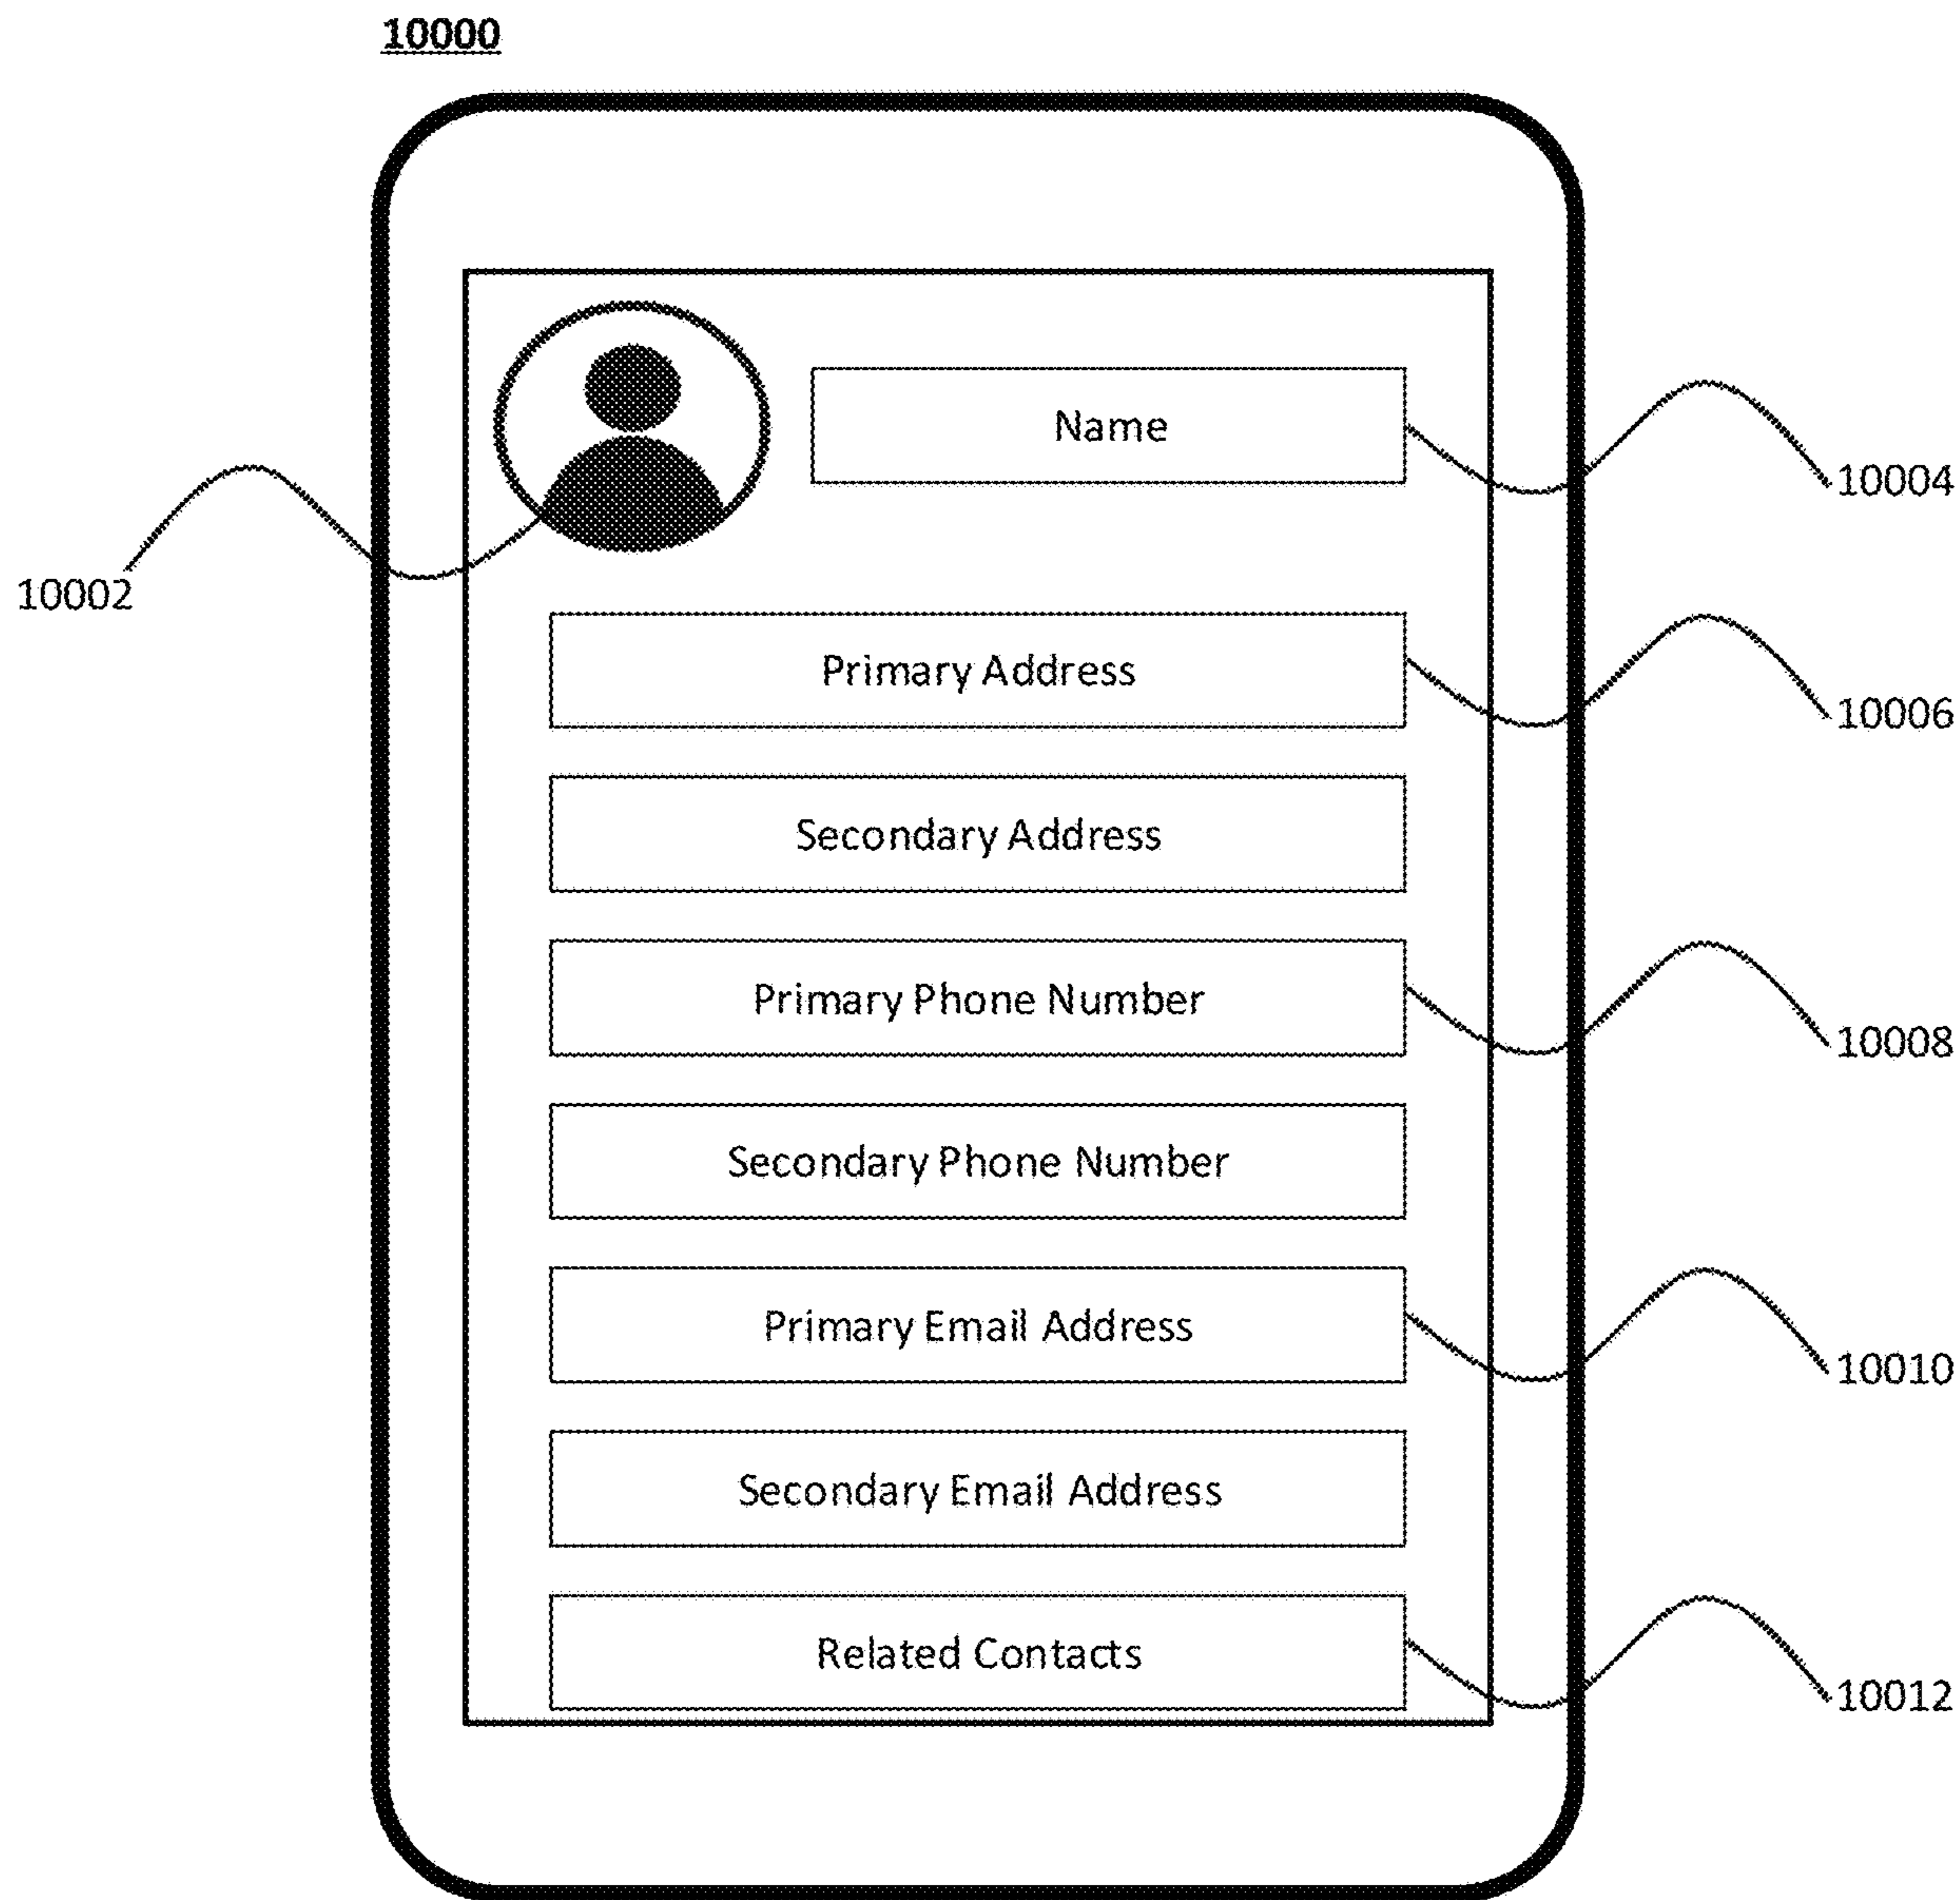 10000
Name
10004
10002
Primary Address
10006
Secondary Address
Primary Phone Number
10008
Secondary Phone Number
Primary Email Address
10010
Secondary Email Address
Related Contacts
10012